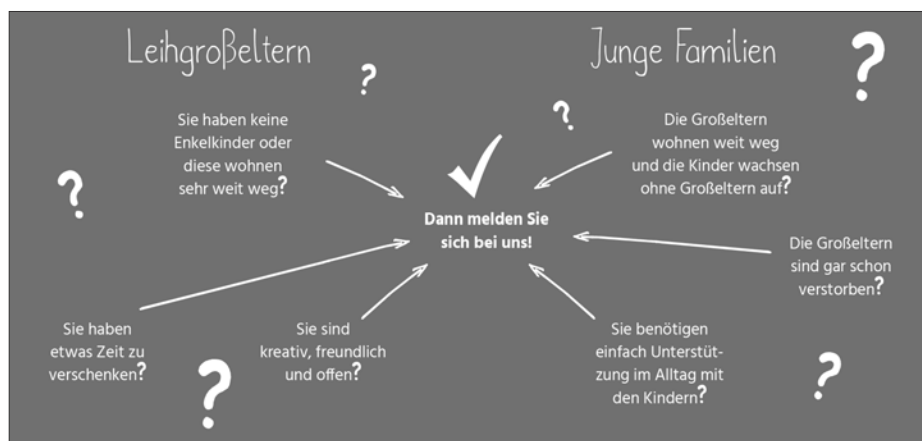 Leihgroßeltern
Sie haben keine
Enkelkinder oder
diese wohnen
sehr weit weg?
Sie haben
etwas Zeit zu
verschenken?
Sie sind
kreativ, freundlich
und offen?
Dann melden Sie
sich bei uns!
Junge Familien
Die Großeltern
wohnen weit weg
und die Kinder wachsen
ohne Großeltern auf?
Die Großeltern
sind gar schon
verstorben?
Sie benötigen
einfach Unterstüt-
zung im Alltag mit
den Kindern?
?
?
?
?
?
?